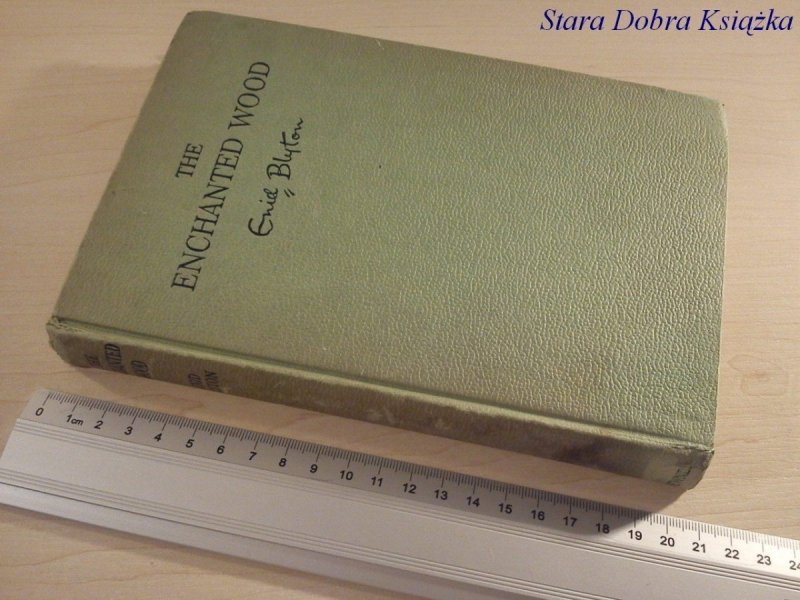 Stara Dobra Książka
THE
ENCHANTED WOOD
Enid Blyton
0 1cm 2 3 4 5 6 7 8 9 10 11 12 13 14 15 16 17 18 19 20 21 22 23 24